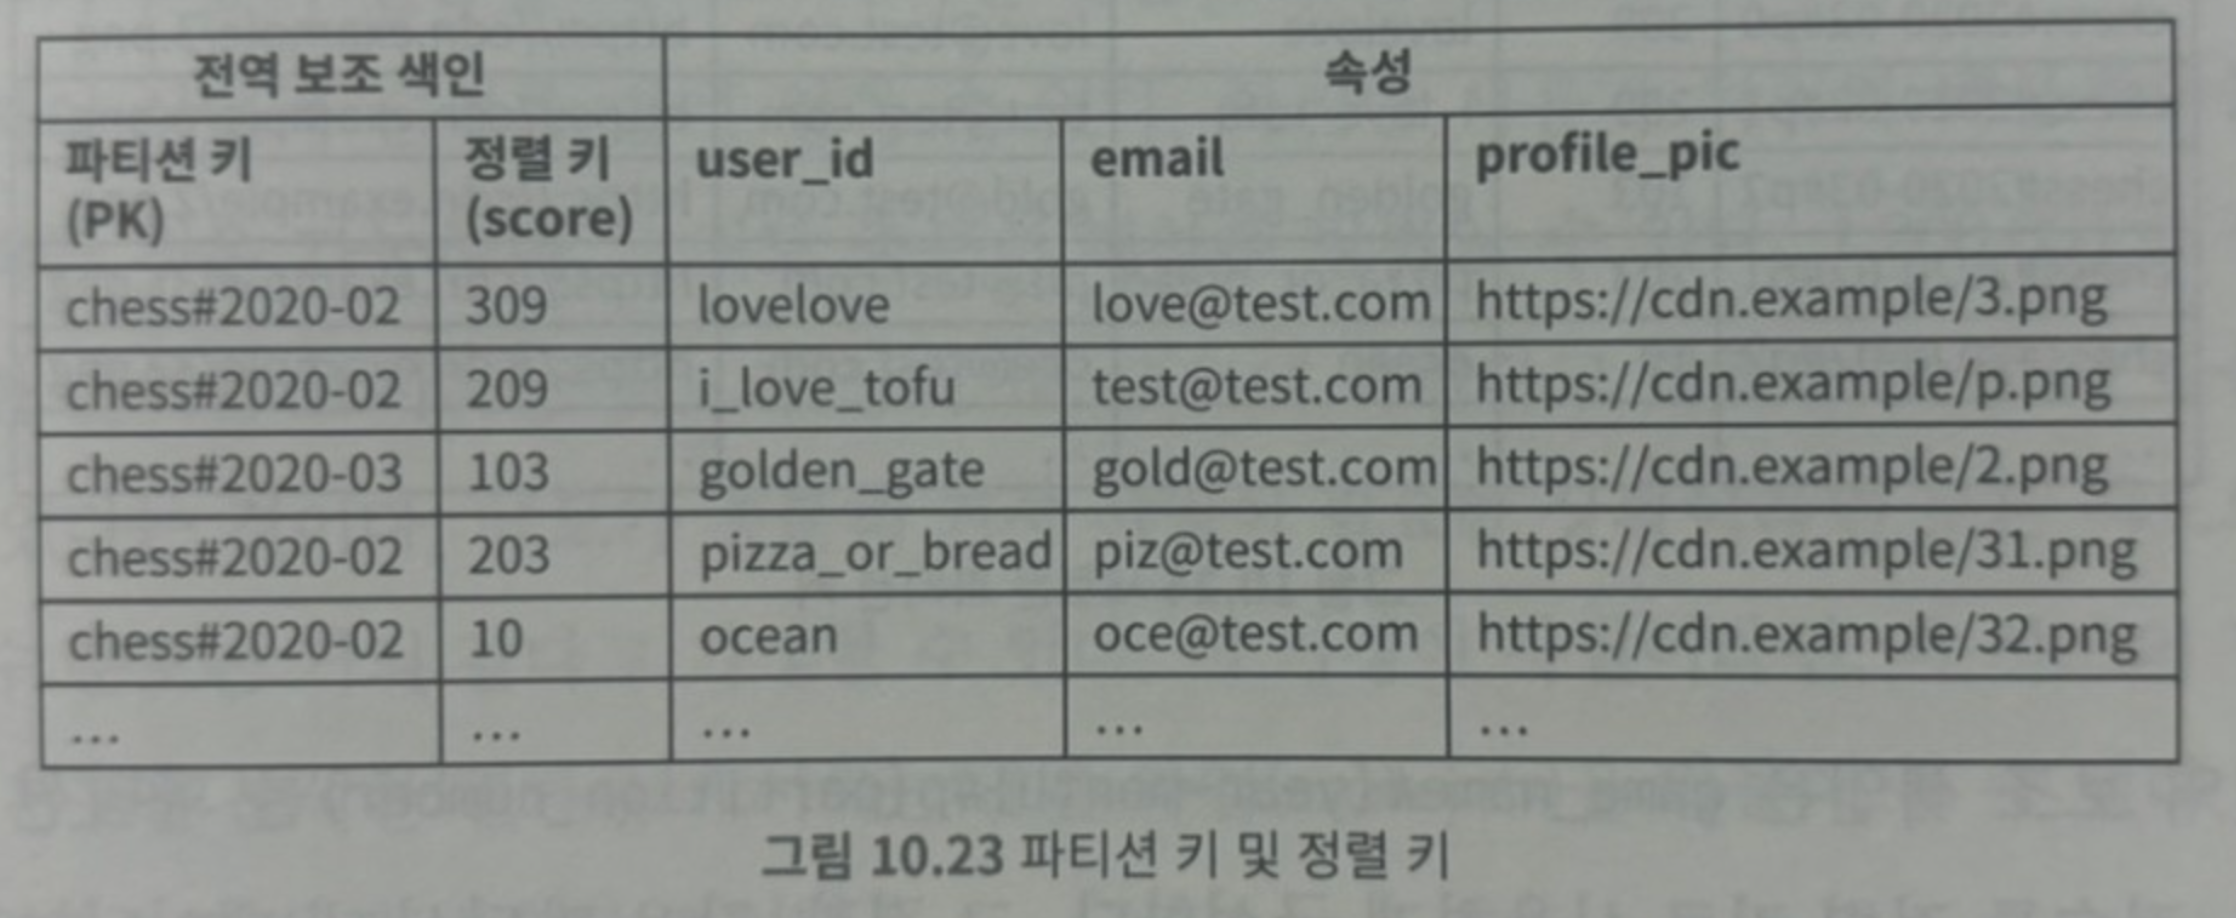 전역 보조 색인 속성
파티션 키 정렬 키 user_id email profile_pic
(PK) (score)
chess#2020-02 309 lovelove love@test.com https://cdn.example/3.png
chess#2020-02 209 i_love_tofu test@test.com https://cdn.example/p.png
chess#2020-03 103 golden_gate gold@test.com https://cdn.example/2.png
chess#2020-02 203 pizza_or_bread piz@test.com https://cdn.example/31.png
chess#2020-02 10 ocean oce@test.com https://cdn.example/32.png
... ... ... ... ...
그림 10.23 파티션 키 및 정렬 키